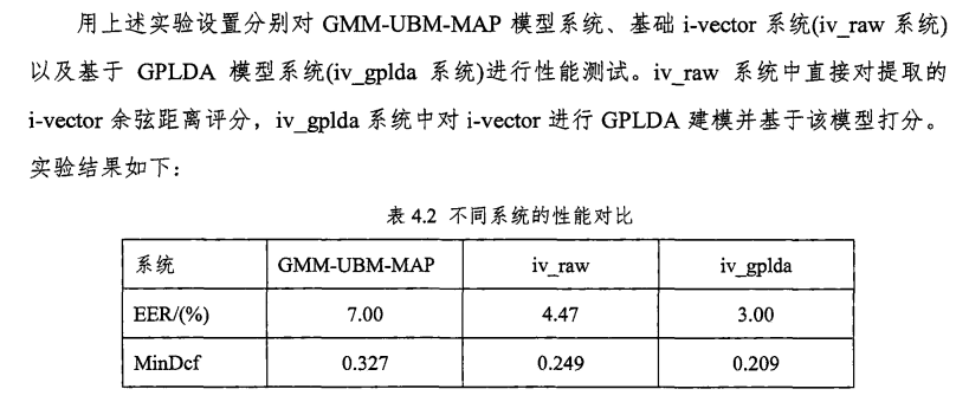 用上述实验设置分别对 GMM-UBM-MAP 模型系统、基础 i-vector 系统(iv_raw 系统)
以及基于 GPLDA 模型系统(iv_gplda 系统)进行性能测试。iv_raw 系统中直接对提取的
i-vector 余弦距离评分，iv_gplda 系统中对 i-vector 进行 GPLDA 建模并基于该模型打分。
实验结果如下：
表 4.2 不同系统的性能对比
系统 GMM-UBM-MAP iv_raw iv_gplda
EER/(%) 7.00 4.47 3.00
MinDcf 0.327 0.249 0.209